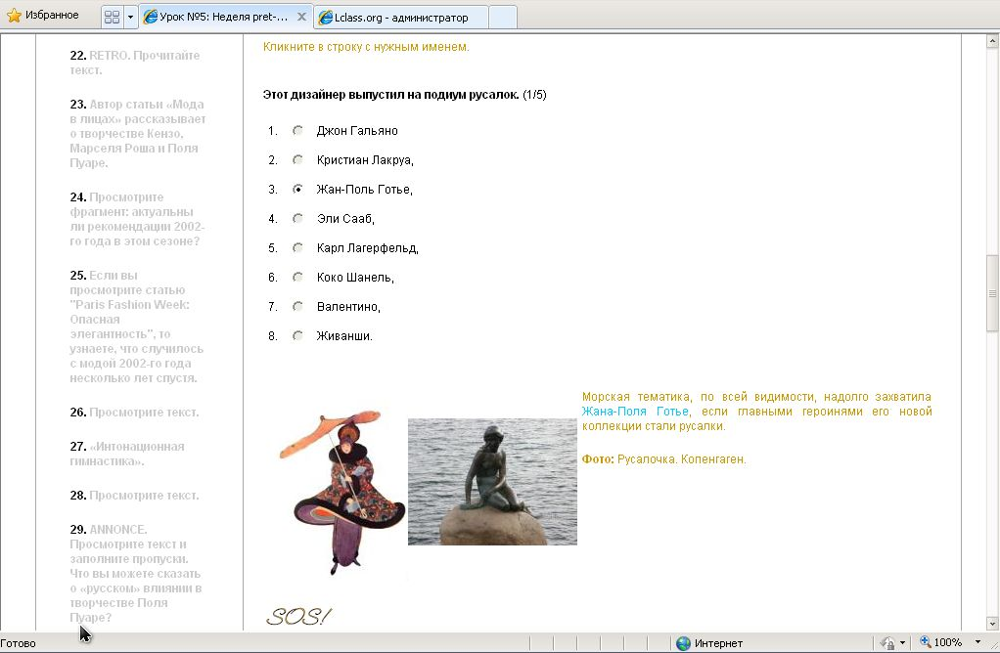 Избранное
Урок №5: Неделя pret-...
Lclass.org - администратор
22. RETRO. Прочитайте
текст.
23. Автор статьи «Мода
в лицах» рассказывает
о творчестве Кензо,
Марселя Роша и Поля
Пуаре.
24. Просмотрите
фрагмент: актуальны
ли рекомендации 2002-
го года в этом сезоне?
25. Если вы
просмотрите статью
"Paris Fashion Week:
Опасная
элегантность", то
узнаете, что случилось
с модой 2002-го года
несколько лет спустя.
26. Просмотрите текст.
27. «Интонационная
гимнастика».
28. Просмотрите текст.
29. ANNONCE.
Просмотрите текст и
заполните пропуски.
Что вы можете сказать
о «русском» влиянии в
творчестве Поля
Пуаре?
Кликните в строку с нужным именем.
Этот дизайнер выпустил на подиум русалок. (1/5)
1. Джон Гальяно
2. Кристиан Лакруа,
3. Жан-Поль Готье,
4. Эли Сааб,
5. Карл Лагерфельд,
6. Коко Шанель,
7. Валентино,
8. Живанши.
Морская тематика, по всей видимости, надолго захватила
Жана-Поля Готье, если главными героинями его новой
коллекции стали русалки.
Фото: Русалочка. Копенгаген.
SOS!
Готово
Интернет
100%